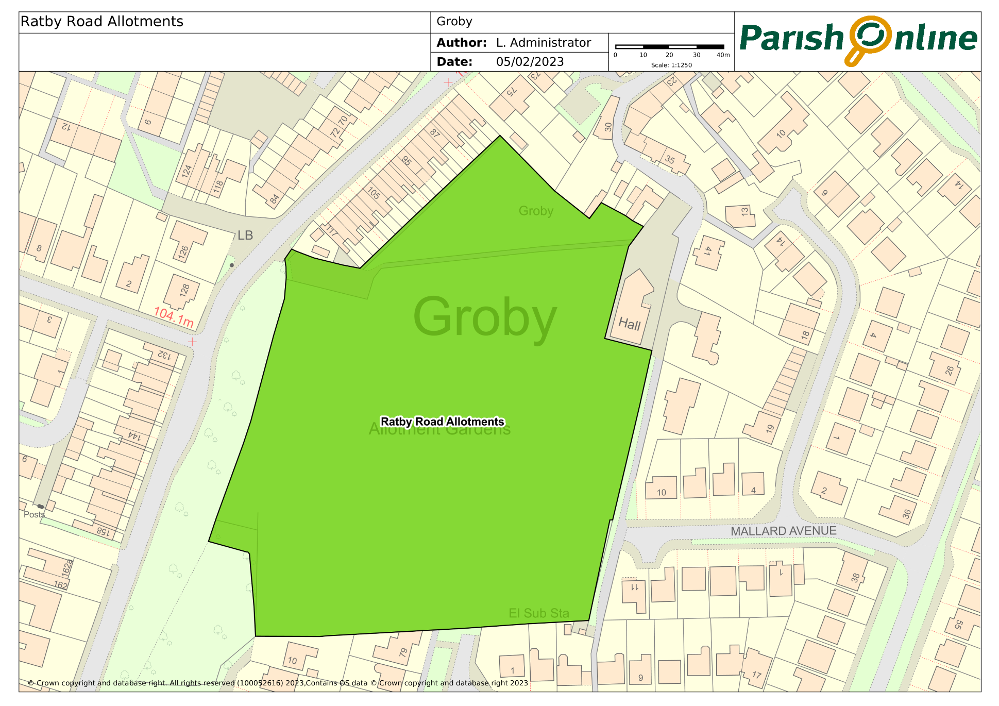 Ratby Road Allotments
Groby
Author: L. Administrator
Date: 05/02/2023
0 10 20 30 40m
Scale: 1:1250
Parish Online
73
75
23
12
9
70
72
87
30
10
35
95
124
118
84
105
14
9
13
Groby
117
LB
8
126
41
14
2
128
104.1m
3
Groby
Hall
18
4
132
1
26
Ratby Road Allotments
Allotment Gardens
144
19
1
9
10
4
2
36
Posts
158
MALLARD AVENUE
162a
162
11
1
38
El Sub Sta
55
10
79
1
9
17
© Crown copyright and database right. All rights reserved (100052616) 2023,Contains OS data © Crown copyright and database right 2023